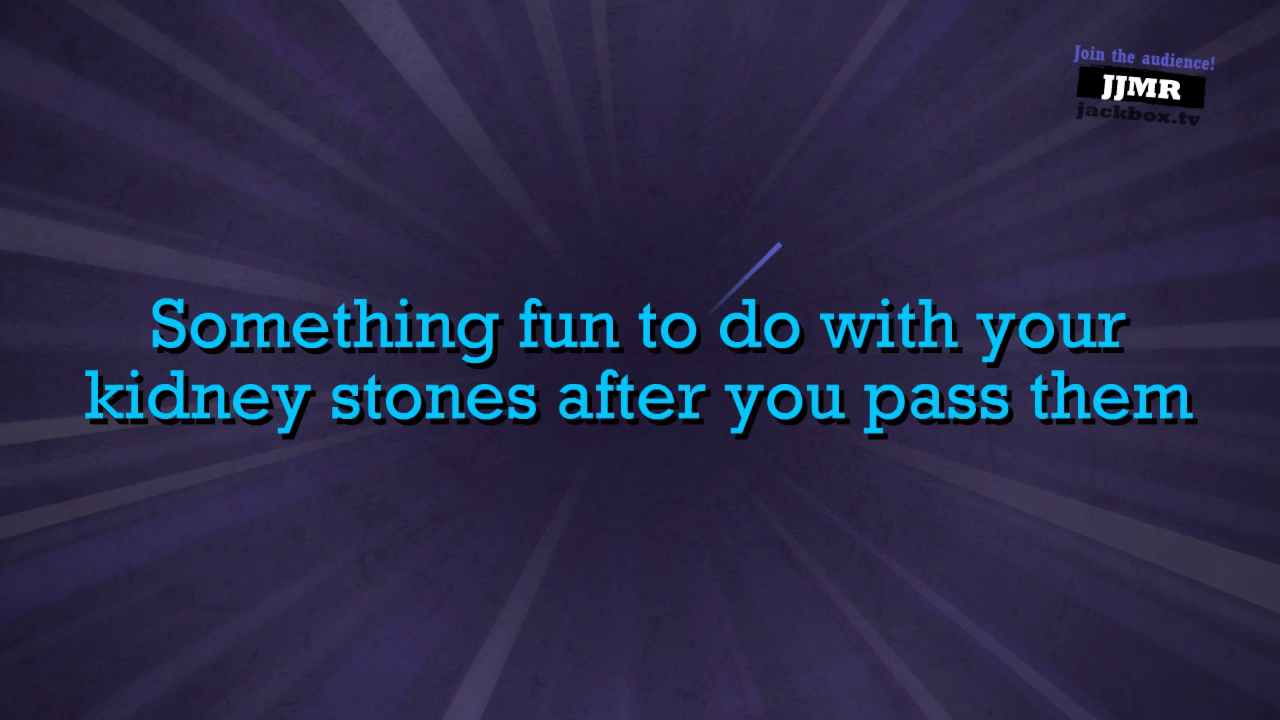 Join the audience!
JJMR
jackbox.tv
Something fun to do with your
kidney stones after you pass them